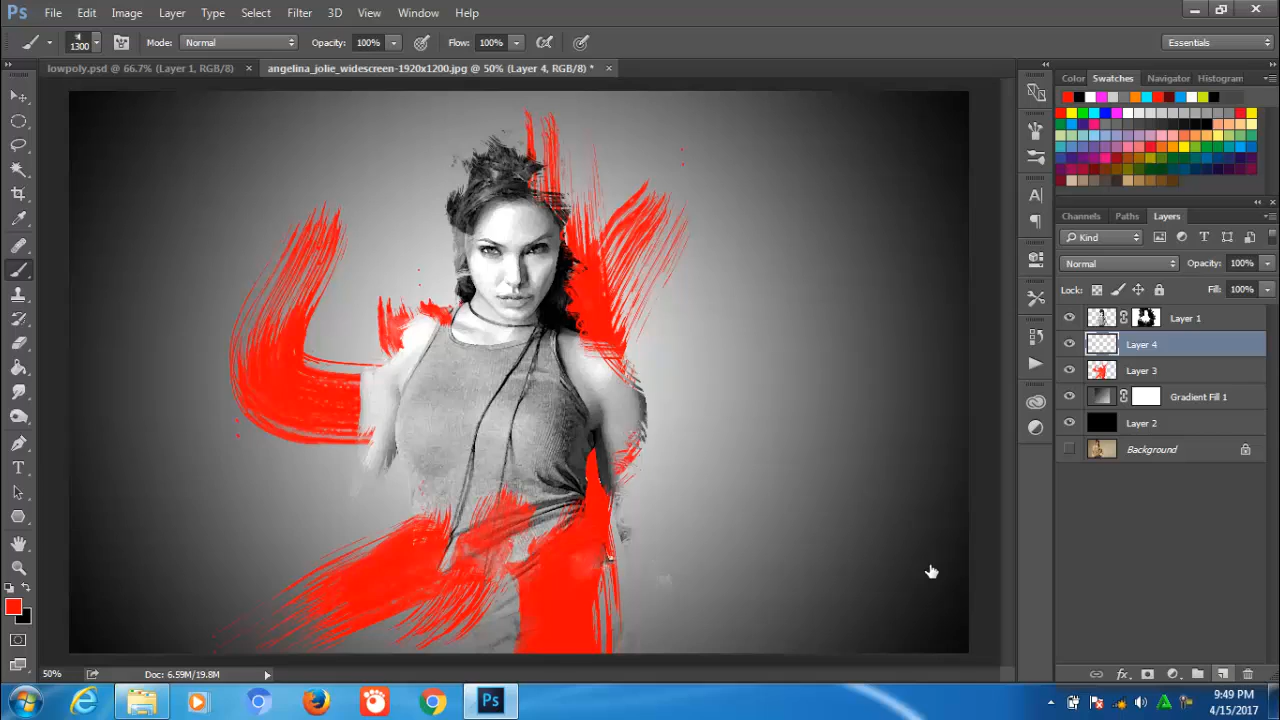 Ps File Edit Image Layer Type Select Filter 3D View Window Help
1300 Mode: Normal Opacity: 100% Flow: 100% Essentials
lowpoly.psd @ 66.7% (Layer 1, RGB/8) × angelina_jolie_widescreen-1920x1200.jpg @ 50% (Layer 4, RGB/8) * ×
Color Swatches Navigator Histogram
Channels Paths Layers
Kind
Normal Opacity: 100%
Lock: Fill: 100%
Layer 1
Layer 4
Layer 3
Gradient Fill 1
Layer 2
Background
50% Doc: 6.59M/19.8M
Ps
9:49 PM
4/15/2017